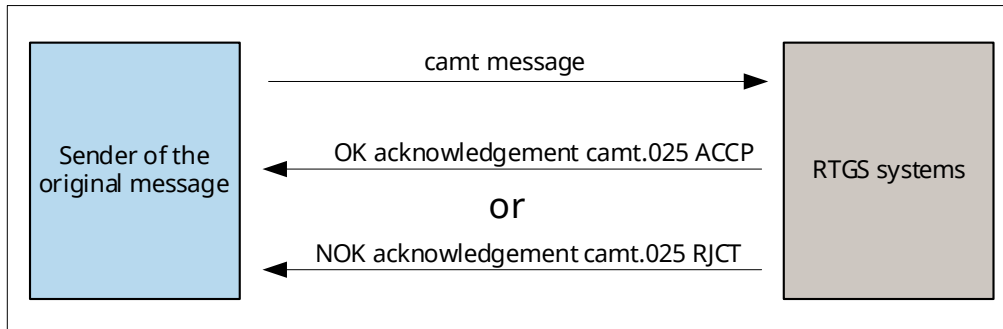 camt message
Sender of the
original message
OK acknowledgement camt.025 ACCP
or
NOK acknowledgement camt.025 RJCT
RTGS systems